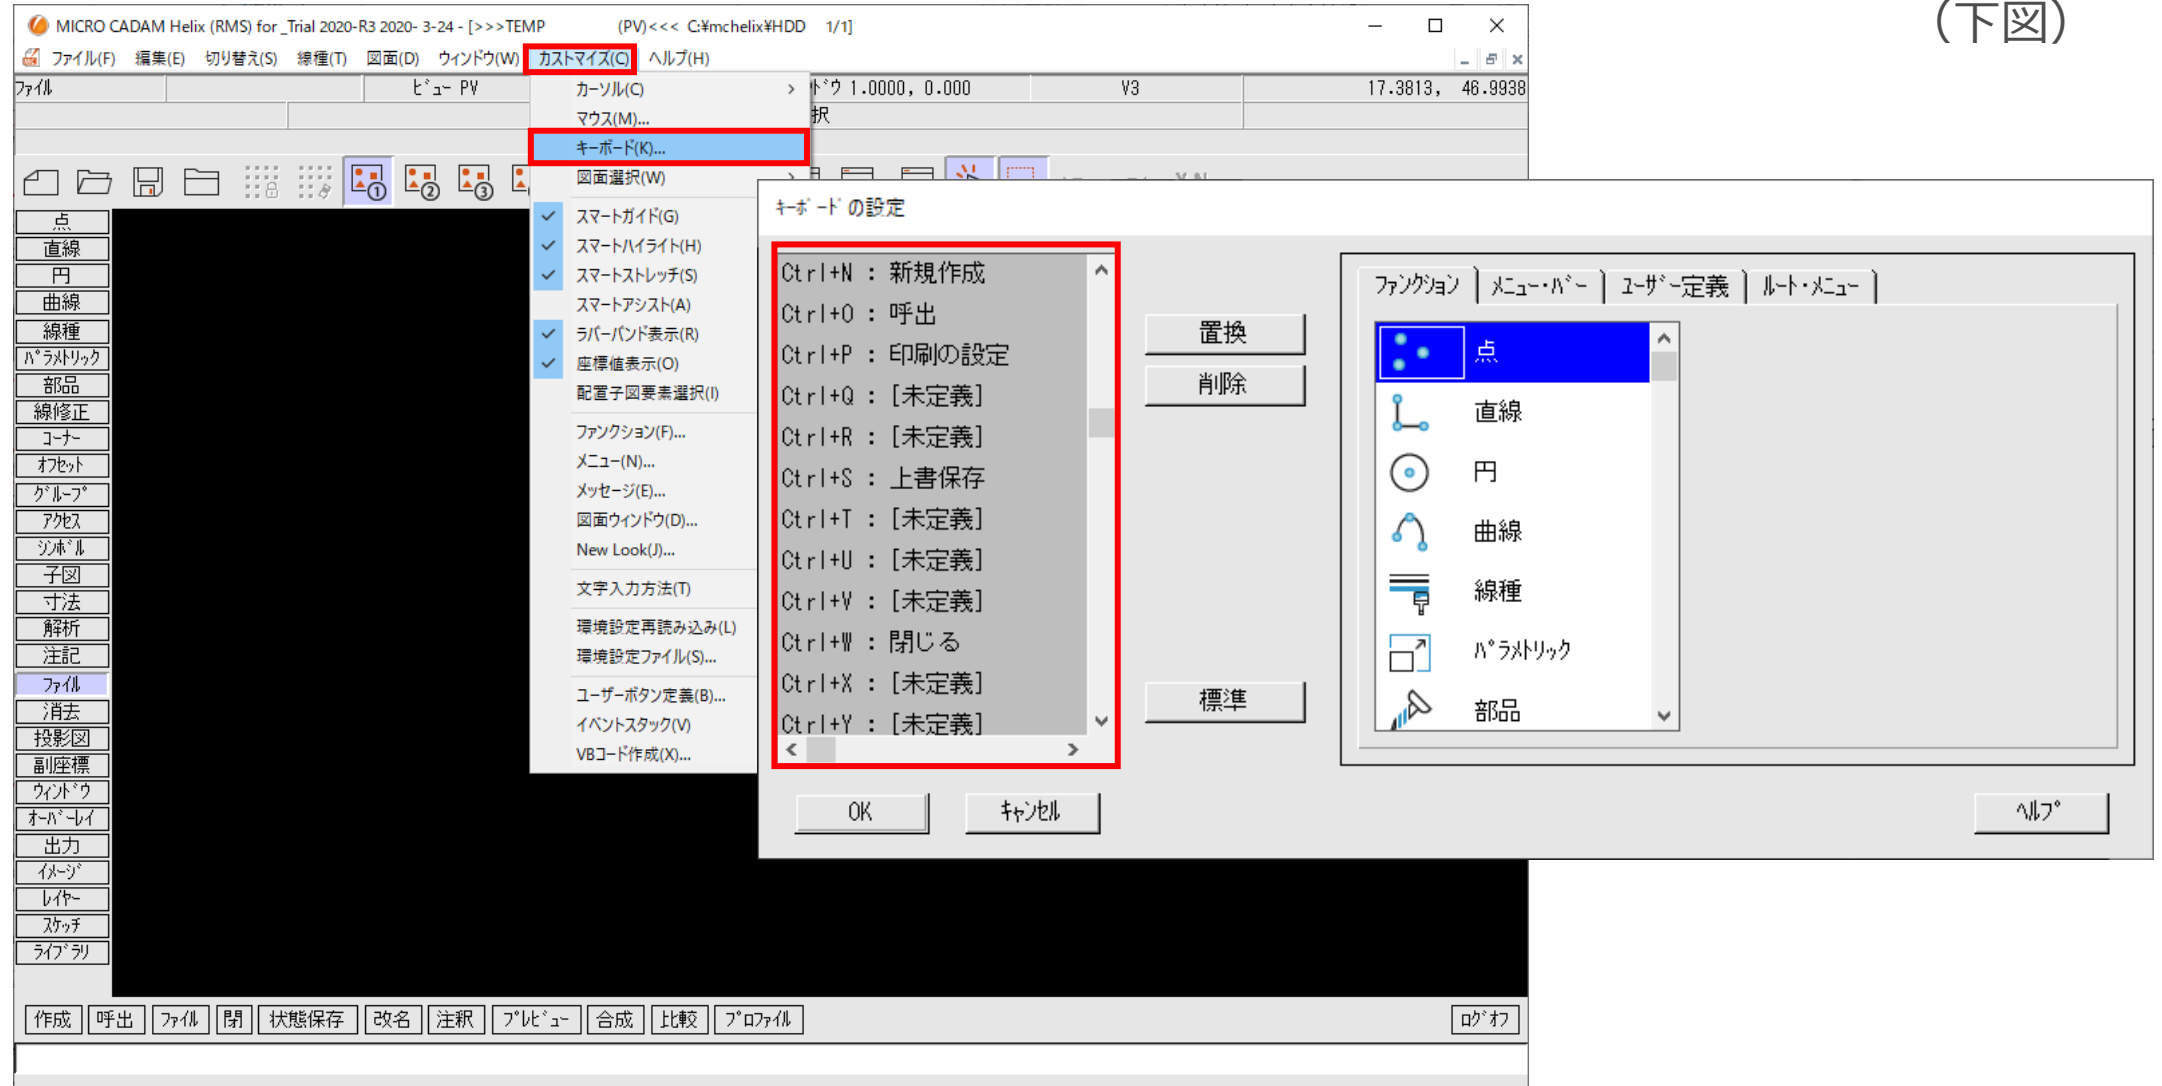 （下図）
MICRO CADAM Helix (RMS) for _Trial 2020-R3 2020- 3-24 - [>>>TEMP (PV)<<< C:¥mchelix¥HDD 1/1]
ファイル(F) 編集(E) 切り替え(S) 線種(T) 図面(D) ウィンドウ(W) カスタマイズ(C) ヘルプ(H)
ファイル ビュー PV ドウ 1.0000, 0.000 V3 17.3813, 46.9938
択
カーソル(C)
マウス(M)...
キーボード(K)...
図面選択(W)
スマートガイド(G)
スマートハイライト(H)
スマートストレッチ(S)
スマートアシスト(A)
ラバーバンド表示(R)
座標値表示(O)
配置子図要素選択(I)
ファンクション(F)...
メニュー(N)...
メッセージ(E)...
図面ウィンドウ(D)...
New Look(J)...
文字入力方法(T)
環境設定再読み込み(L)
環境設定ファイル(S)...
ユーザーボタン定義(B)...
イベントスタック(V)
VBコード作成(X)...
点
直線
円
曲線
線種
パラメトリック
部品
線修正
コーナー
オフセット
グループ
アクセス
シンボル
子図
寸法
解析
注記
ファイル
消去
投影図
副座標
ウィンドウ
オーバーレイ
出力
イメージ
レイヤー
スケッチ
ライブラリ
キーボードの設定
Ctrl+N : 新規作成
Ctrl+O : 呼出
Ctrl+P : 印刷の設定
Ctrl+Q : [未定義]
Ctrl+R : [未定義]
Ctrl+S : 上書保存
Ctrl+T : [未定義]
Ctrl+U : [未定義]
Ctrl+V : [未定義]
Ctrl+W : 閉じる
Ctrl+X : [未定義]
Ctrl+Y : [未定義]
置換
削除
標準
ファンクション メニュー・バー ユーザー定義 ルート・メニュー
点
直線
円
曲線
線種
パラメトリック
部品
OK キャンセル ヘルプ
作成 呼出 ファイル 閉 状態保存 改名 注釈 プレビュー 合成 比較 プロファイル ログオフ